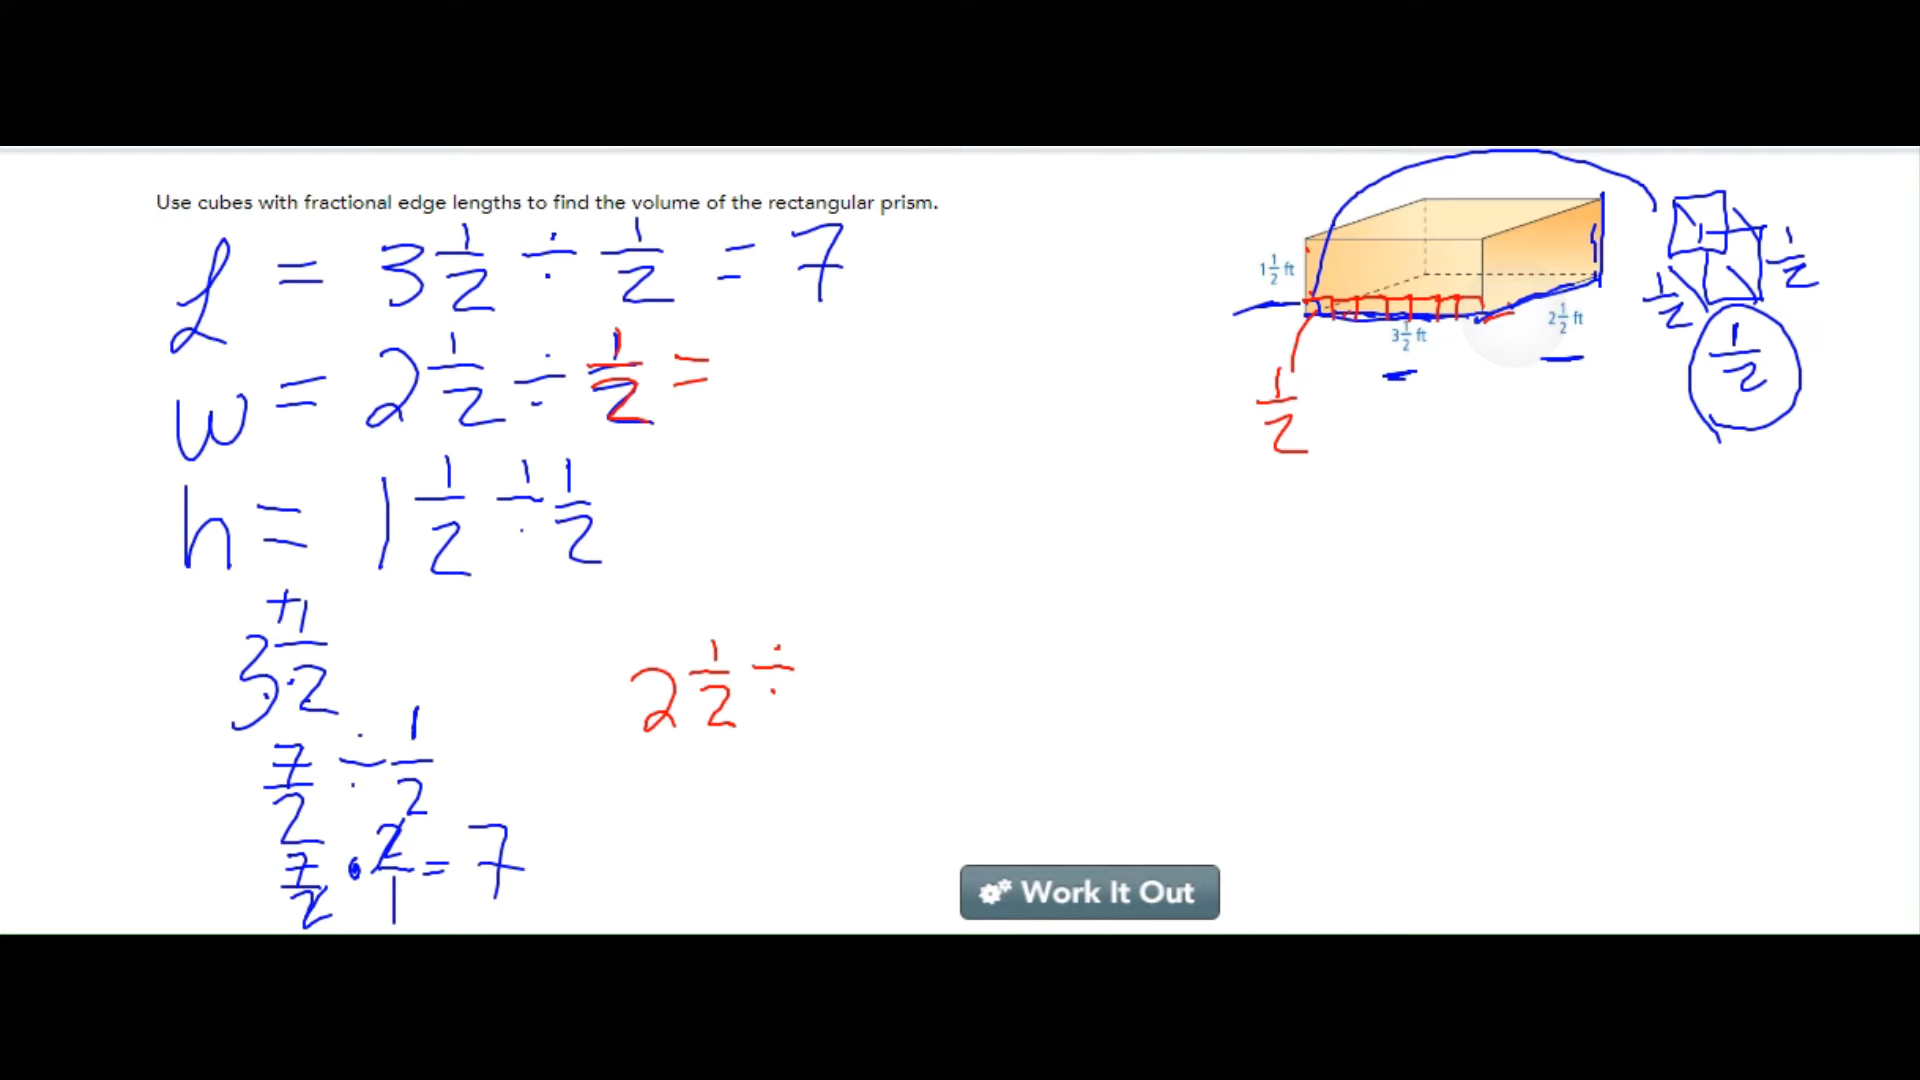 Use cubes with fractional edge lengths to find the volume of the rectangular prism.
ℒ = 3 1/2 ÷ 1/2 = 7
w = 2 1/2 ÷ 1/2 =
h = 1 1/2 ÷ 1/2
3 + 1/2
7/2 ÷ 1/2
7/2 · 2/1 = 7
2 1/2 ÷
1 1/2 ft
3 1/2 ft
2 1/2 ft
1/2
1/2
1/2
1/2
Work It Out